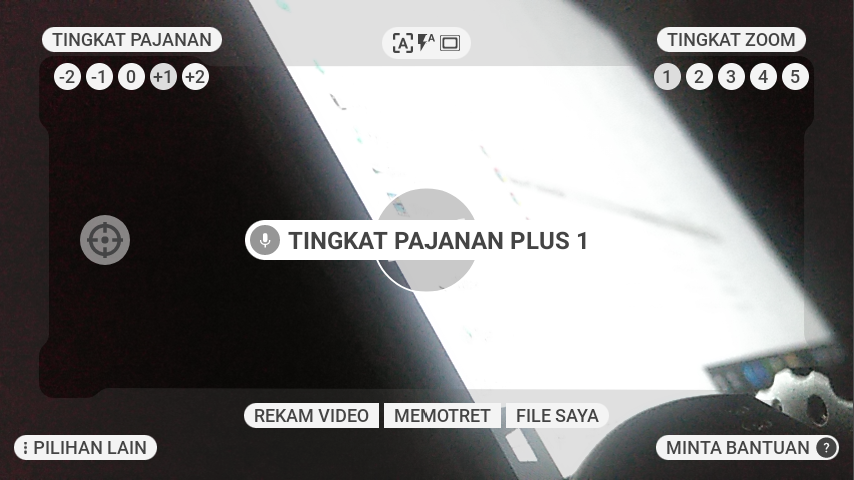 TINGKAT PAJANAN
TINGKAT ZOOM
-2 -1 0 +1 +2
1 2 3 4 5
TINGKAT PAJANAN PLUS 1
REKAM VIDEO MEMOTRET FILE SAYA
PILIHAN LAIN
MINTA BANTUAN ?